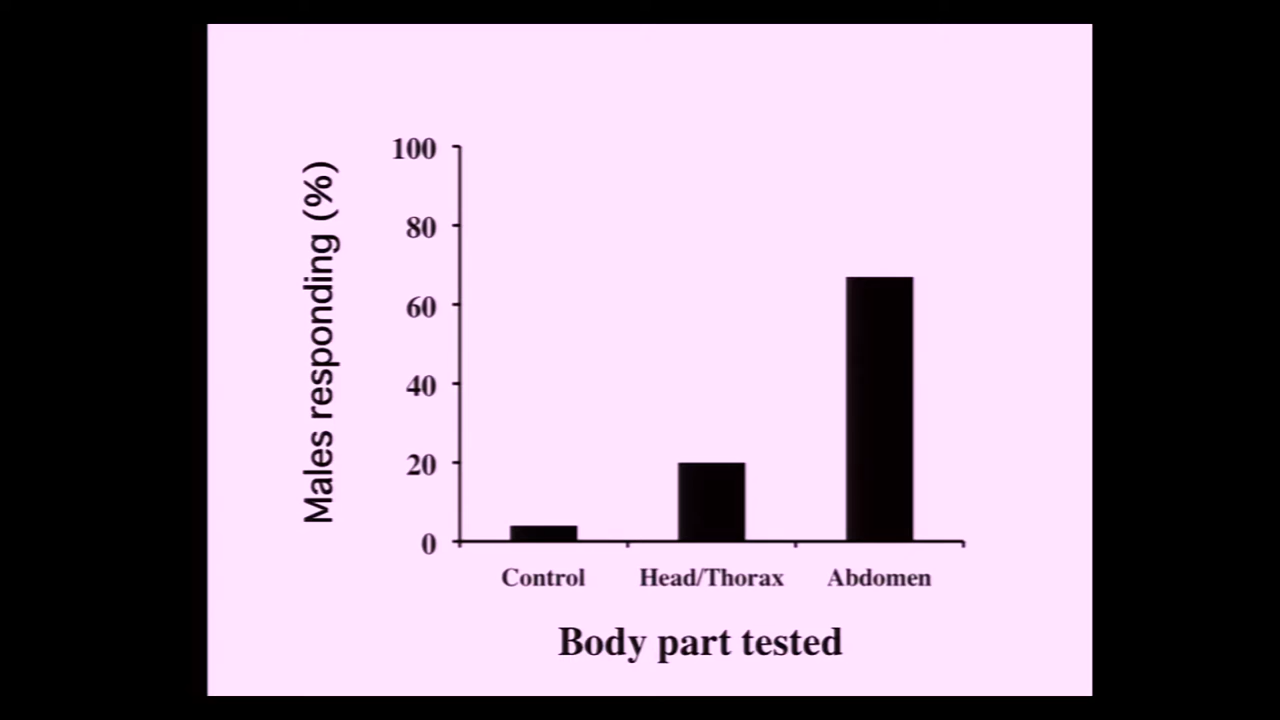 Males responding (%)
100
80
60
40
20
0
Control
Head/Thorax
Abdomen
Body part tested